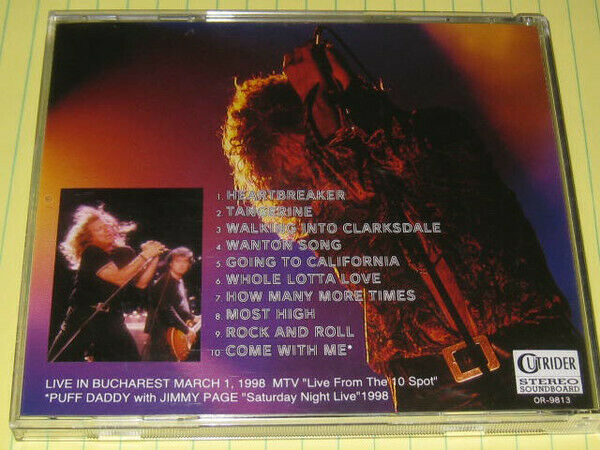 1. HEARTBREAKER
2 TANGERINE
3 WALKING INTO CLARKSDALE
4. WANTON SONG
5. GOING TO CALIFORNIA
6. WHOLE LOTTA LOVE
7. HOW MANY MORE TIMES
8. MOST HIGH
9. ROCK AND ROLL
10. COME WITH ME*
LIVE IN BUCHAREST MARCH 1, 1998 MTV "Live From The 10 Spot"
*PUFF DADDY with JIMMY PAGE "Saturday Night Live"1998
OUTRIDER
STEREO
SOUNDBOARD
OR-9813